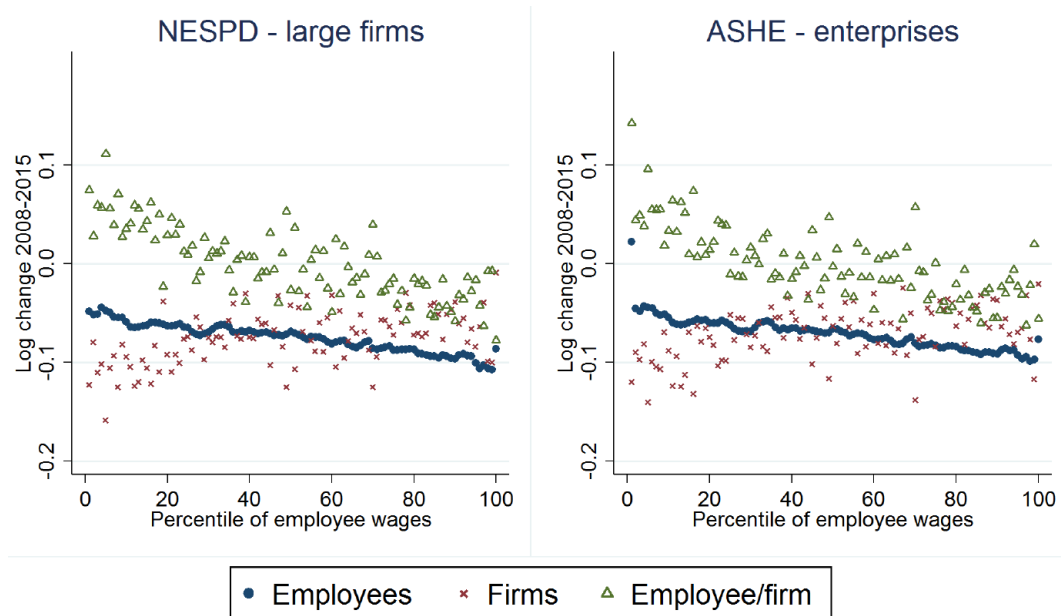 NESPD - large firms
Log change 2008-2015
0.1
0.0
-0.1
-0.2
0 20 40 60 80 100
Percentile of employee wages
ASHE - enterprises
Log change 2008-2015
0.1
0.0
-0.1
-0.2
0 20 40 60 80 100
Percentile of employee wages
Employees Firms Employee/firm